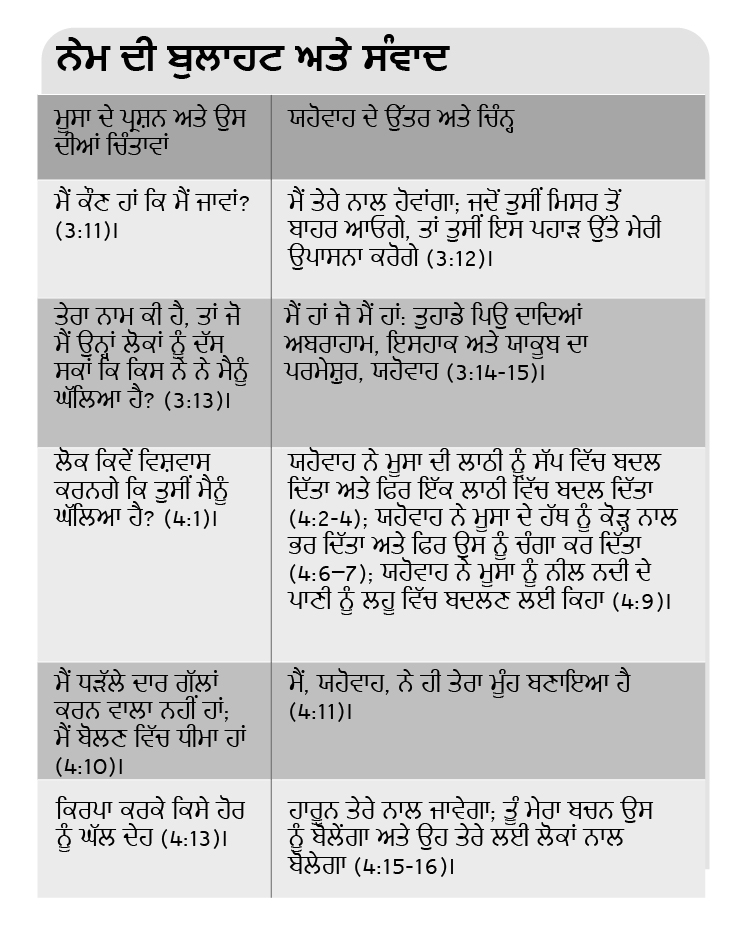 ਨੇਮ ਦੀ ਬੁਲਾਹਟ ਅਤੇ ਸੰਵਾਦ
ਮੂਸਾ ਦੇ ਪ੍ਰਸ਼ਨ ਅਤੇ ਉਸ
ਦੀਆਂ ਚਿੰਤਾਵਾਂ
ਯਹੋਵਾਹ ਦੇ ਉੱਤਰ ਅਤੇ ਚਿੰਨ੍ਹ
ਮੈਂ ਕੌਣ ਹਾਂ ਕਿ ਮੈਂ ਜਾਵਾਂ?
(3:11)।
ਮੈਂ ਤੇਰੇ ਨਾਲ ਹੋਵਾਂਗਾ; ਜਦੋਂ ਤੁਸੀਂ ਮਿਸਰ ਤੋਂ
ਬਾਹਰ ਆਓਗੇ, ਤਾਂ ਤੁਸੀਂ ਇਸ ਪਹਾੜ ਉੱਤੇ ਮੇਰੀ
ਉਪਾਸਨਾ ਕਰੋਗੇ (3:12)।
ਤੇਰਾ ਨਾਮ ਕੀ ਹੈ, ਤਾਂ ਜੋ
ਮੈਂ ਉਨ੍ਹਾਂ ਲੋਕਾਂ ਨੂੰ ਦੱਸ
ਸਕਾਂ ਕਿ ਕਿਸ ਨੇ ਨੇ ਮੈਨੂੰ
ਘੱਲਿਆ ਹੈ? (3:13)।
ਮੈਂ ਹਾਂ ਜੋ ਮੈਂ ਹਾਂ: ਤੁਹਾਡੇ ਪਿਉ ਦਾਦਿਆਂ
ਅਬਰਾਹਾਮ, ਇਸਹਾਕ ਅਤੇ ਯਾਕੂਬ ਦਾ
ਪਰਮੇਸ਼ੁਰ, ਯਹੋਵਾਹ (3:14-15)।
ਲੋਕ ਕਿਵੇਂ ਵਿਸ਼ਵਾਸ
ਕਰਨਗੇ ਕਿ ਤੁਸੀਂ ਮੈਨੂੰ
ਘੱਲਿਆ ਹੈ? (4:1)।
ਯਹੋਵਾਹ ਨੇ ਮੂਸਾ ਦੀ ਲਾਠੀ ਨੂੰ ਸੱਪ ਵਿੱਚ ਬਦਲ
ਦਿੱਤਾ ਅਤੇ ਫਿਰ ਇੱਕ ਲਾਠੀ ਵਿੱਚ ਬਦਲ ਦਿੱਤਾ
(4:2-4); ਯਹੋਵਾਹ ਨੇ ਮੂਸਾ ਦੇ ਹੱਥ ਨੂੰ ਕੋੜ੍ਹ ਨਾਲ
ਭਰ ਦਿੱਤਾ ਅਤੇ ਫਿਰ ਉਸ ਨੂੰ ਚੰਗਾ ਕਰ ਦਿੱਤਾ
(4:6–7); ਯਹੋਵਾਹ ਨੇ ਮੂਸਾ ਨੂੰ ਨੀਲ ਨਦੀ ਦੇ
ਪਾਣੀ ਨੂੰ ਲਹੂ ਵਿੱਚ ਬਦਲਣ ਲਈ ਕਿਹਾ (4:9)।
ਮੈਂ ਧੜੱਲੇ ਦਾਰ ਗੱਲਾਂ
ਕਰਨ ਵਾਲਾ ਨਹੀਂ ਹਾਂ;
ਮੈਂ ਬੋਲਣ ਵਿੱਚ ਧੀਮਾ ਹਾਂ
(4:10)।
ਮੈਂ, ਯਹੋਵਾਹ, ਨੇ ਹੀ ਤੇਰਾ ਮੂੰਹ ਬਣਾਇਆ ਹੈ
(4:11)।
ਕਿਰਪਾ ਕਰਕੇ ਕਿਸੇ ਹੋਰ
ਨੂੰ ਘੱਲ ਦੇਹ (4:13)।
ਹਾਰੂਨ ਤੇਰੇ ਨਾਲ ਜਾਵੇਗਾ; ਤੂੰ ਮੇਰਾ ਬਚਨ ਉਸ
ਨੂੰ ਬੋਲੇਂਗਾ ਅਤੇ ਉਹ ਤੇਰੇ ਲਈ ਲੋਕਾਂ ਨਾਲ
ਬੋਲੇਗਾ (4:15-16)।